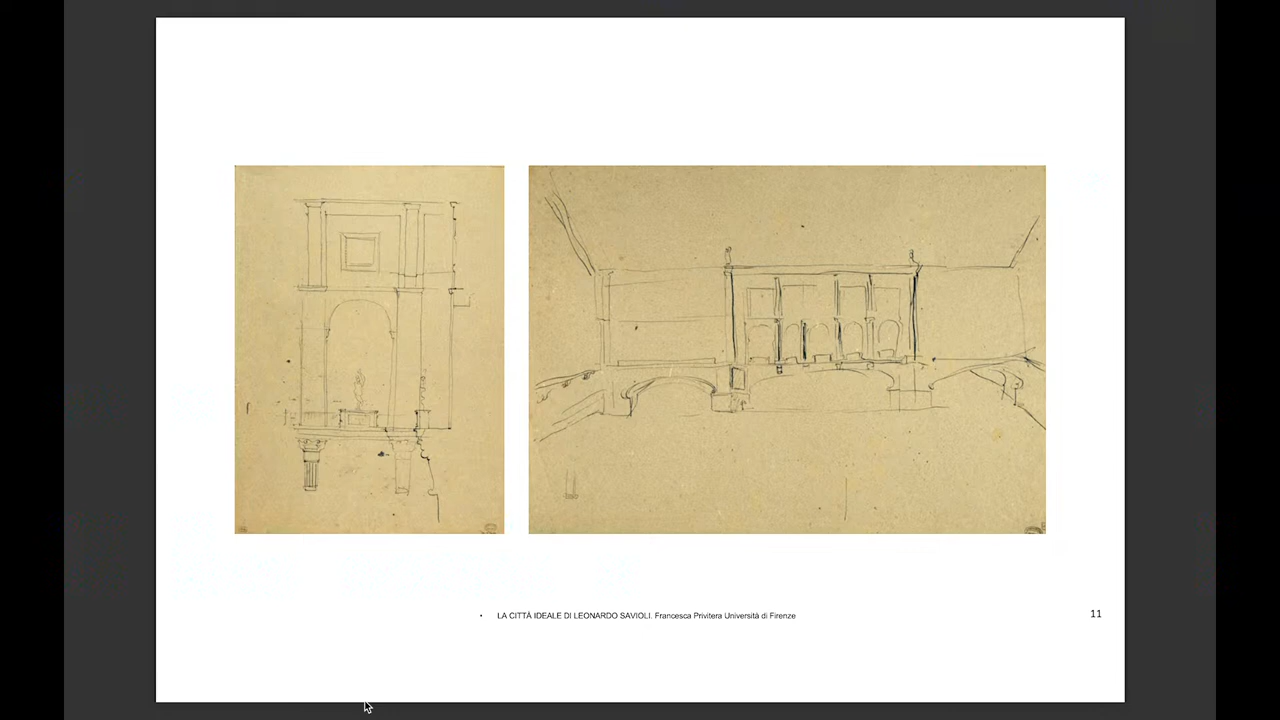 • LA CITTÀ IDEALE DI LEONARDO SAVIOLI. Francesca Privitera Università di Firenze
11